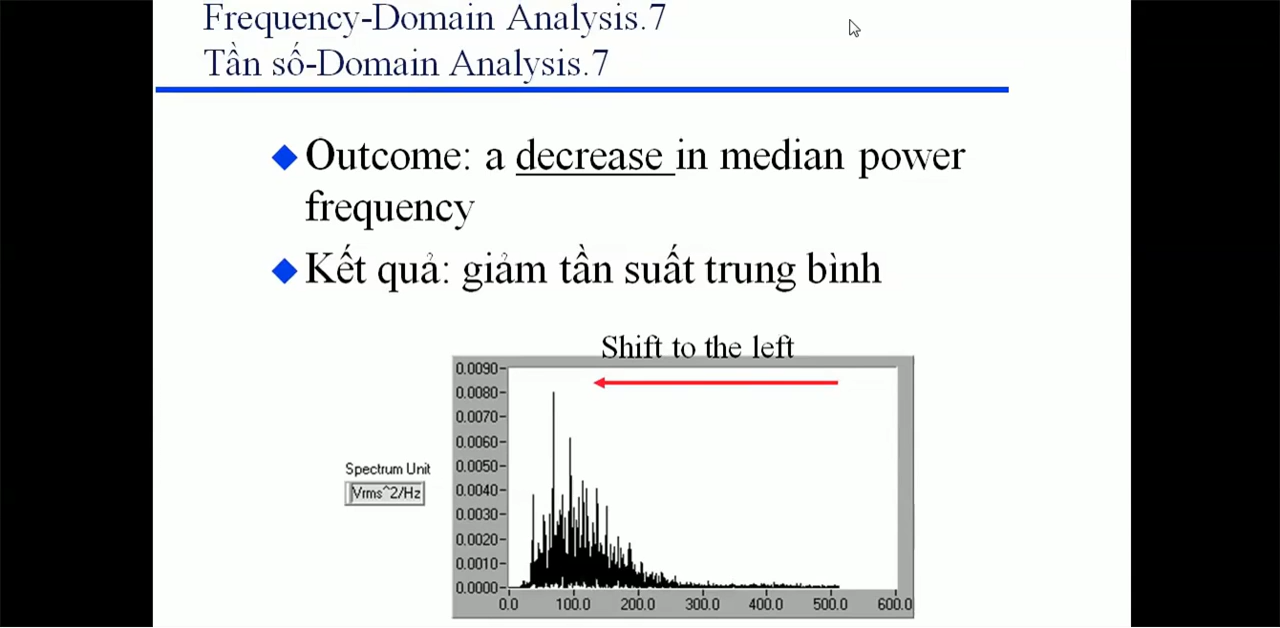 Frequency-Domain Analysis.7
Tần số-Domain Analysis.7
Outcome: a decrease in median power
frequency
Kết quả: giảm tần suất trung bình
Shift to the left
0.0090
0.0080
0.0070
0.0060
0.0050
0.0040
0.0030
0.0020
0.0010
0.0000
Spectrum Unit
Vrms^2/Hz
0.0 100.0 200.0 300.0 400.0 500.0 600.0